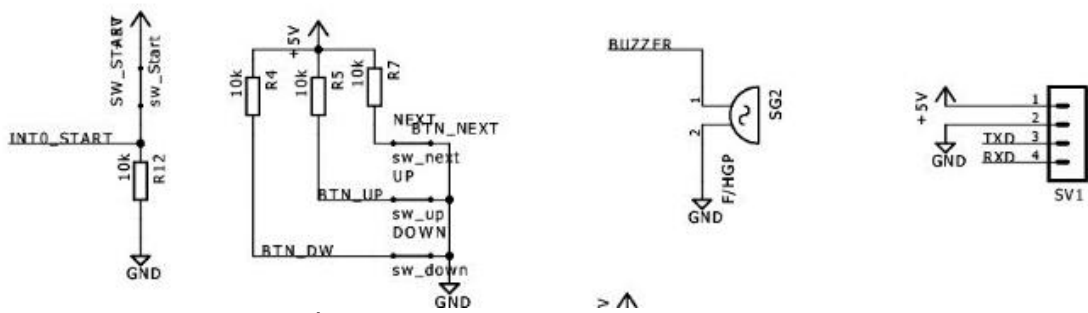 SW_START
sw_Start
INT0_START
10k
R12
GND
+5V
10k
R4
10k
R5
10k
R7
NEXT
BTN_NEXT
sw_next
UP
BTN_UP
sw_up
DOWN
BTN_DW
sw_down
GND
BUZZER
1
2
SG2
F/HGP
GND
+5V
GND
TXD
RXD
1
2
3
4
SV1